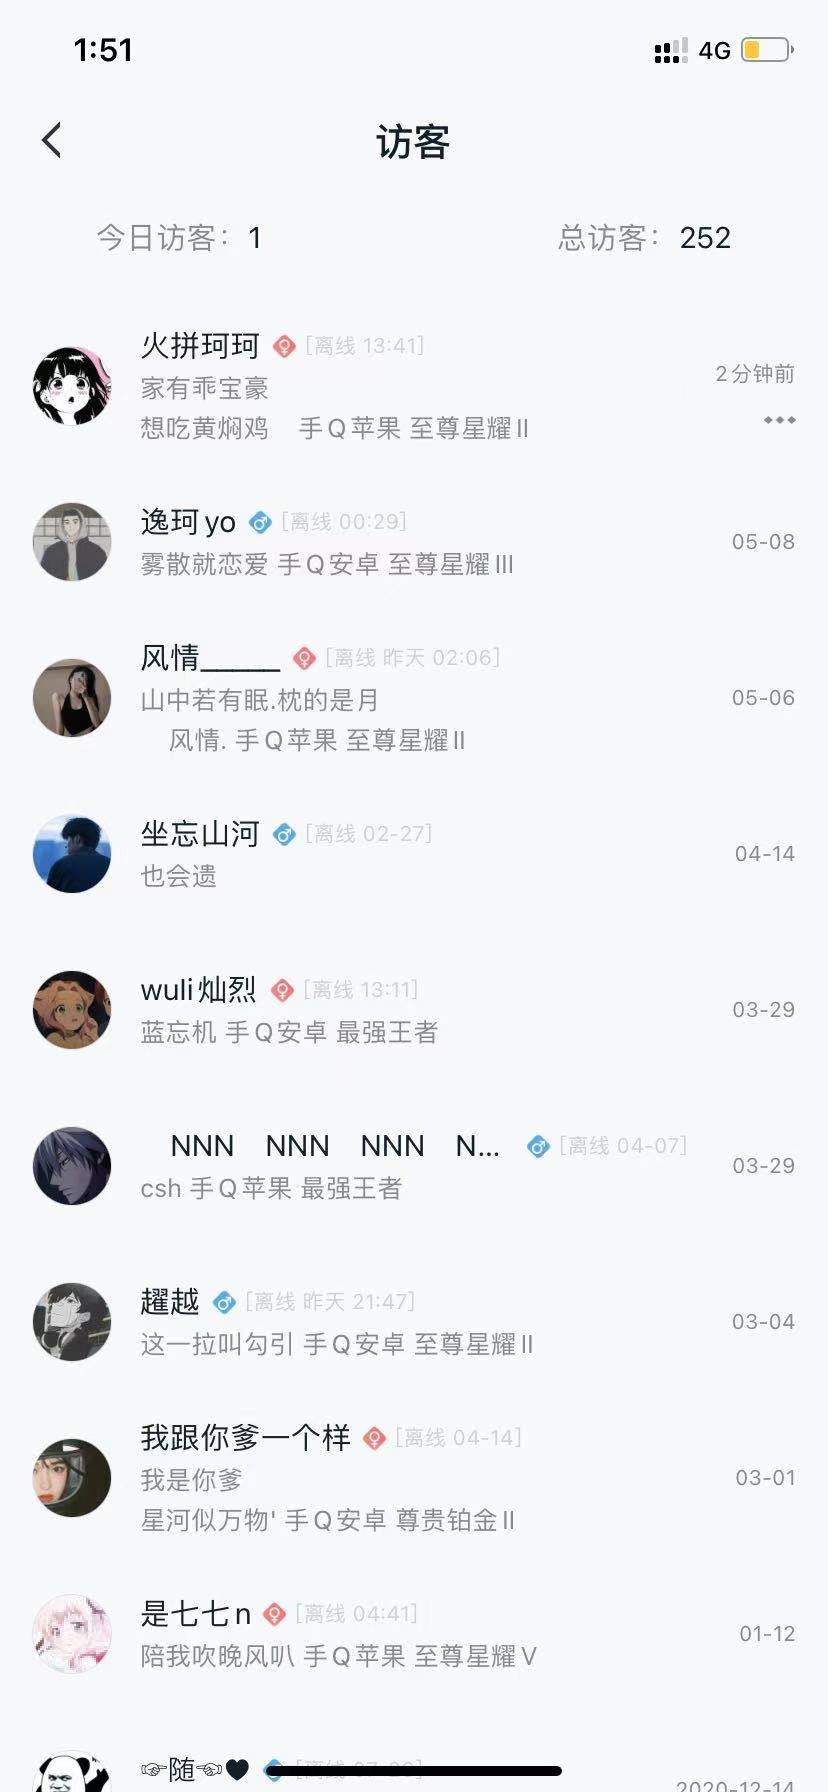 1:51
4G
访客
今日访客：1
总访客：252
火拼珂珂 [离线 13:41]
家有乖宝豪
想吃黄焖鸡 手Q苹果 至尊星耀II
2分钟前
逸珂yo [离线 00:29]
雾散就恋爱 手Q安卓 至尊星耀III
05-08
风情_____ [离线 昨天 02:06]
山中若有眠.枕的是月
风情. 手Q苹果 至尊星耀II
05-06
坐忘山河 [离线 02-27]
也会遗
04-14
wuli灿烈 [离线 13:11]
蓝忘机 手Q安卓 最强王者
03-29
NNN NNN NNN N... [离线 04-07]
csh 手Q苹果 最强王者
03-29
趯越 [离线 昨天 21:47]
这一拉叫勾引 手Q安卓 至尊星耀II
03-04
我跟你爹一个样 [离线 04-14]
我是你爹
星河似万物' 手Q安卓 尊贵铂金II
03-01
是七七n [离线 04:41]
陪我吹晚风叭 手Q苹果 至尊星耀V
01-12
☞随☜♥
2020-12-14